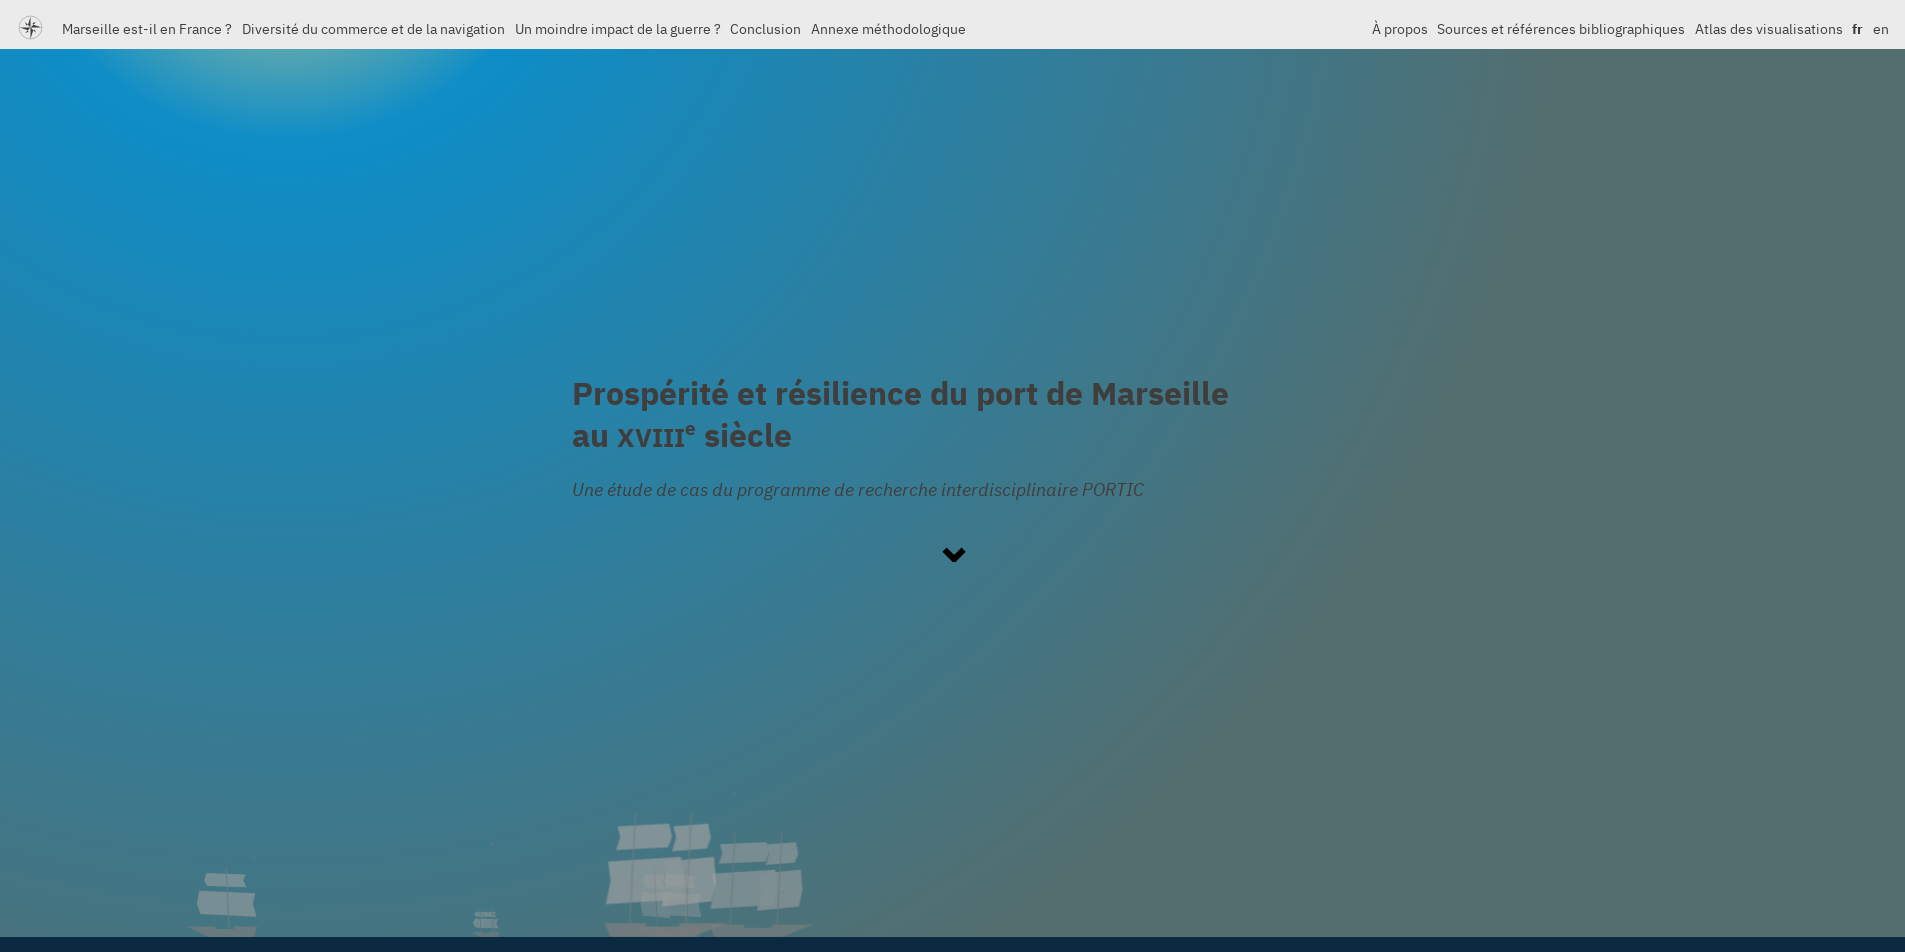 Marseille est-il en France ? Diversité du commerce et de la navigation Un moindre impact de la guerre ? Conclusion Annexe méthodologique À propos Sources et références bibliographiques Atlas des visualisations fr en
Prospérité et résilience du port de Marseille
au XVIIIe siècle
Une étude de cas du programme de recherche interdisciplinaire PORTIC